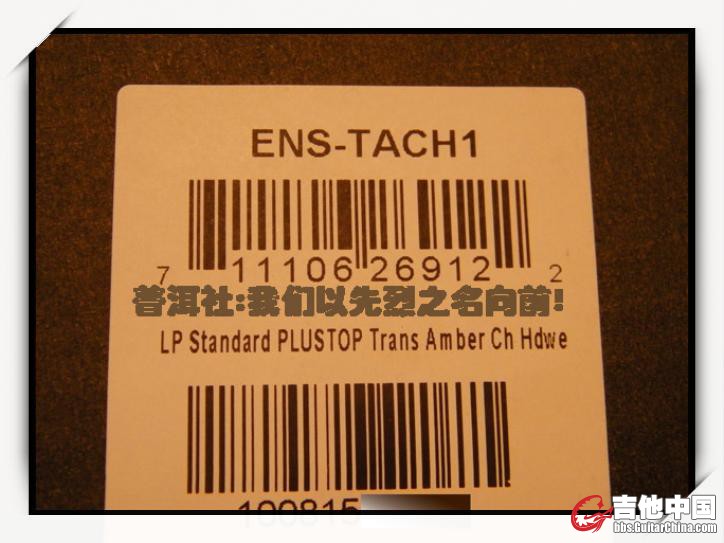 ENS-TACH1
7 11106 26912 2
普洱社:我们以先烈之名向前!
LP Standard PLUSTOP Trans Amber Ch Hdwe
100815
吉他中国
bbs.GuitarChina.com